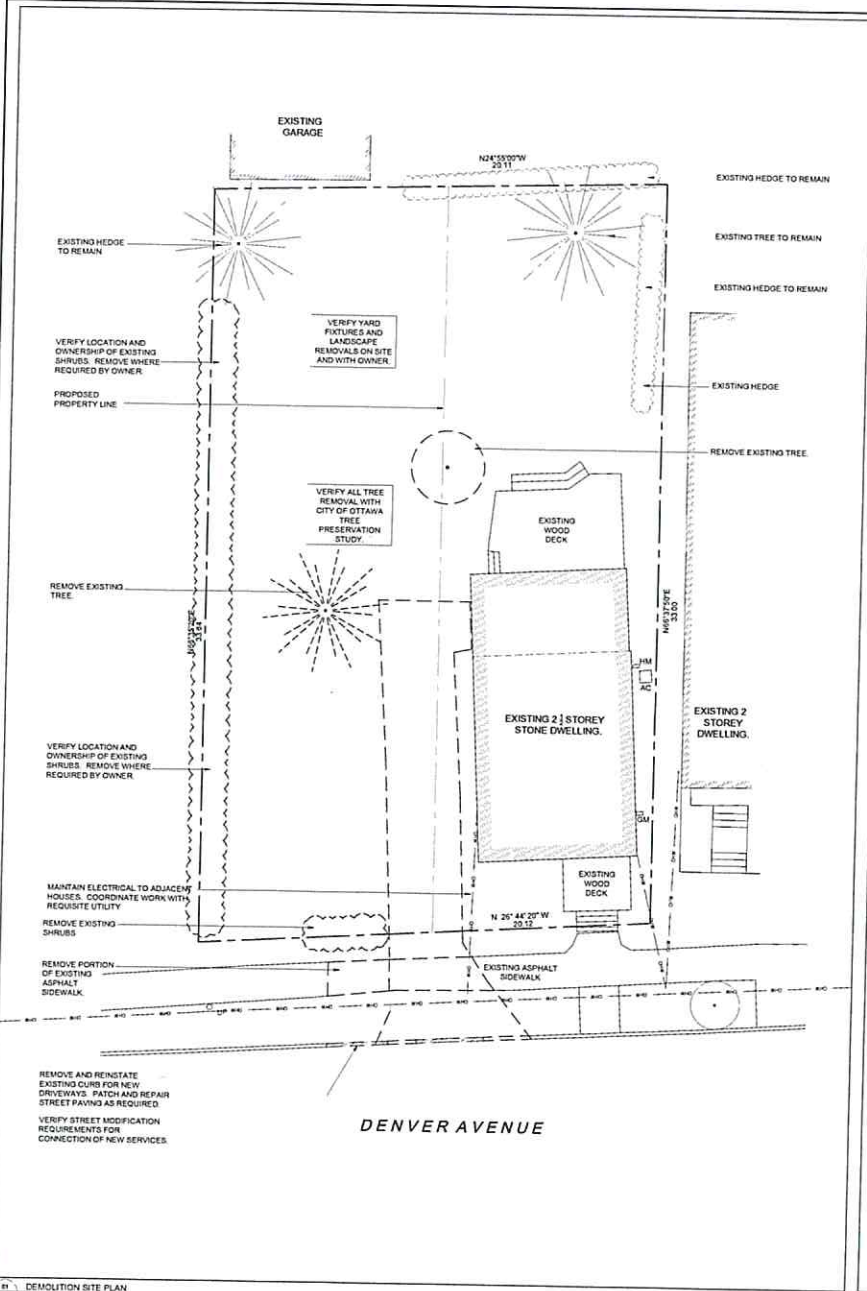 EXISTING
GARAGE
N24°55'00"W
20.11
EXISTING HEDGE TO REMAIN
EXISTING HEDGE
TO REMAIN
EXISTING TREE TO REMAIN
EXISTING HEDGE TO REMAIN
VERIFY YARD
FIXTURES AND
LANDSCAPE
REMOVALS ON SITE
AND WITH OWNER.
VERIFY LOCATION AND
OWNERSHIP OF EXISTING
SHRUBS. REMOVE WHERE
REQUIRED BY OWNER.
EXISTING HEDGE
PROPOSED
PROPERTY LINE
REMOVE EXISTING TREE.
VERIFY ALL TREE
REMOVAL WITH
CITY OF OTTAWA
TREE
PRESERVATION
STUDY.
EXISTING
WOOD
DECK
REMOVE EXISTING
TREE.
33.64
N66°37'50"E
33.00
HM
AC
EXISTING 2 ½ STOREY
STONE DWELLING.
EXISTING 2
STOREY
DWELLING.
VERIFY LOCATION AND
OWNERSHIP OF EXISTING
SHRUBS. REMOVE WHERE
REQUIRED BY OWNER.
GM
EXISTING
WOOD
DECK
MAINTAIN ELECTRICAL TO ADJACENT
HOUSES. COORDINATE WORK WITH
REQUISITE UTILITY
N 26° 44' 20" W
20.12
REMOVE EXISTING
SHRUBS
REMOVE PORTION
OF EXISTING
ASPHALT
SIDEWALK.
EXISTING ASPHALT
SIDEWALK
UP
REMOVE AND REINSTATE
EXISTING CURB FOR NEW
DRIVEWAYS. PATCH AND REPAIR
STREET PAVING AS REQUIRED.
VERIFY STREET MODIFICATION
REQUIREMENTS FOR
CONNECTION OF NEW SERVICES.
DENVER AVENUE
DEMOLITION SITE PLAN